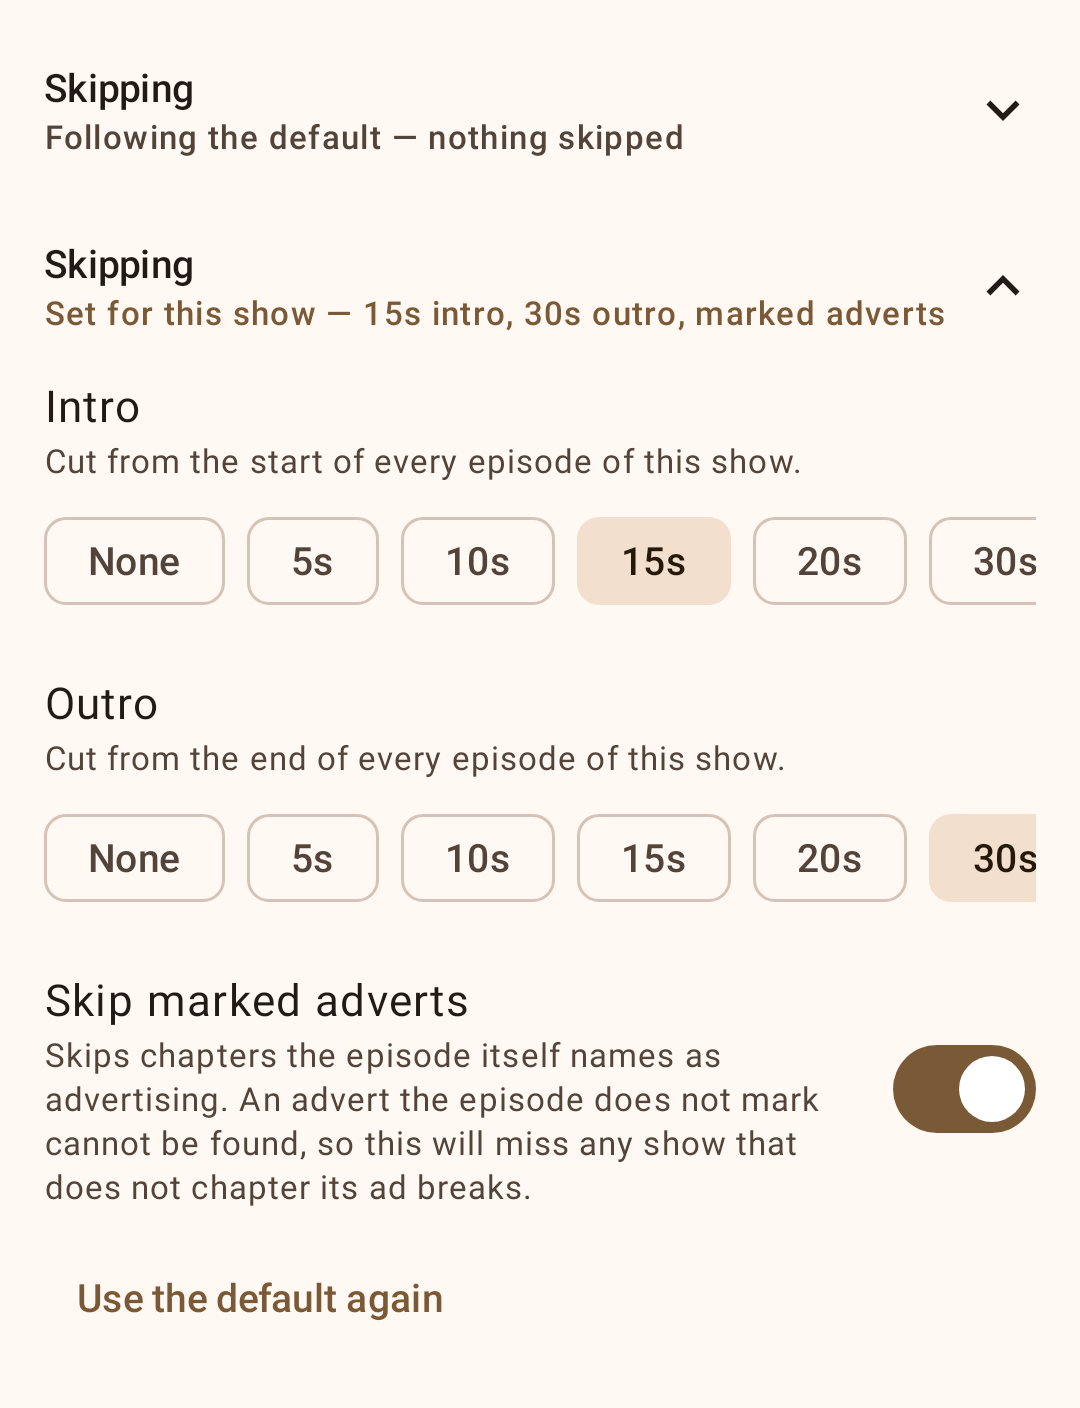 Skipping
Following the default — nothing skipped
Skipping
Set for this show — 15s intro, 30s outro, marked adverts
Intro
Cut from the start of every episode of this show.
None 5s 10s 15s 20s 30s
Outro
Cut from the end of every episode of this show.
None 5s 10s 15s 20s 30s
Skip marked adverts
Skips chapters the episode itself names as
advertising. An advert the episode does not mark
cannot be found, so this will miss any show that
does not chapter its ad breaks.
Use the default again